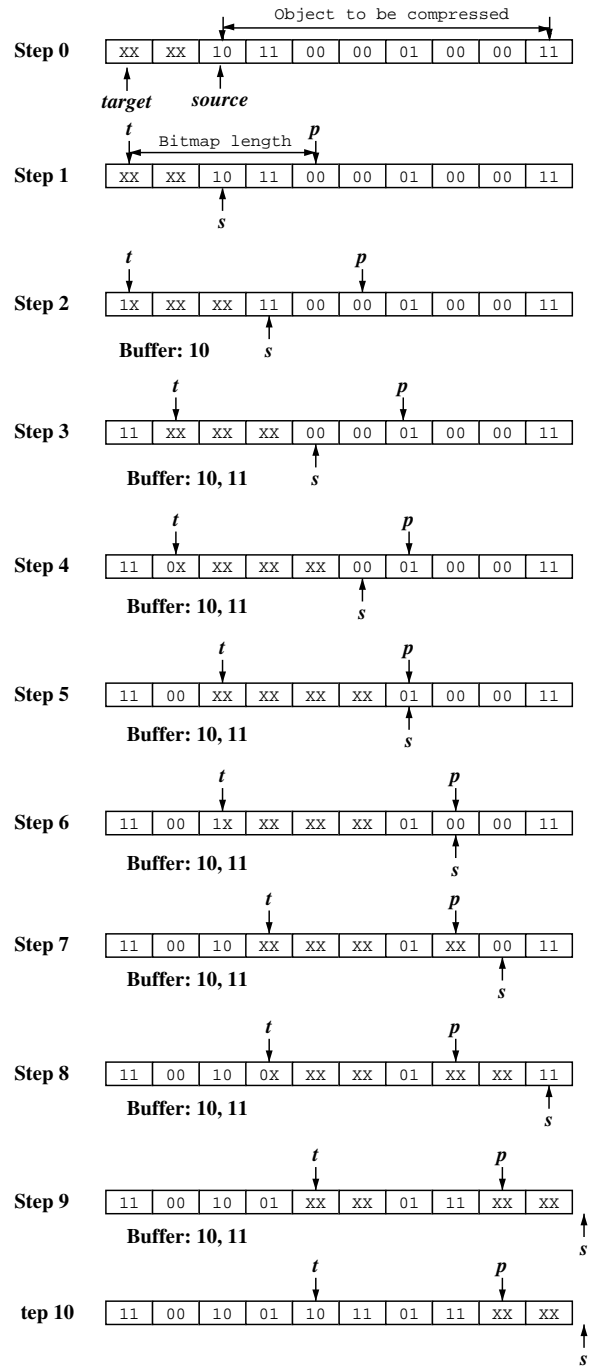 Object to be compressed
Step 0 XX XX 10 11 00 00 01 00 00 11
target source
t Bitmap length p
Step 1 XX XX 10 11 00 00 01 00 00 11
s
t p
Step 2 1X XX XX 11 00 00 01 00 00 11
Buffer: 10 s
t p
Step 3 11 XX XX XX 00 00 01 00 00 11
Buffer: 10, 11 s
t p
Step 4 11 0X XX XX XX 00 01 00 00 11
Buffer: 10, 11 s
t p
Step 5 11 00 XX XX XX XX 01 00 00 11
Buffer: 10, 11 s
t p
Step 6 11 00 1X XX XX XX 01 00 00 11
Buffer: 10, 11 s
t p
Step 7 11 00 10 XX XX XX 01 XX 00 11
Buffer: 10, 11 s
t p
Step 8 11 00 10 0X XX XX 01 XX XX 11
Buffer: 10, 11 s
t p
Step 9 11 00 10 01 XX XX 01 11 XX XX
Buffer: 10, 11 s
t p
tep 10 11 00 10 01 10 11 01 11 XX XX
s